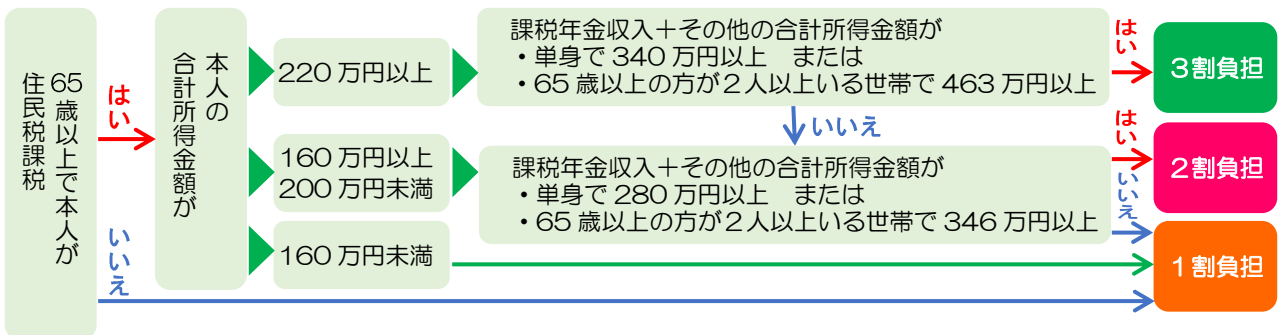 65歳以上で本人が
住民税課税
はい
いいえ
本人の
合計所得金額が
220万円以上
160万円以上
200万円未満
160万円未満
課税年金収入＋その他の合計所得金額が
・単身で340万円以上　または
・65歳以上の方が２人以上いる世帯で463万円以上
いいえ
課税年金収入＋その他の合計所得金額が
・単身で280万円以上　または
・65歳以上の方が２人以上いる世帯で346万円以上
はい
はい
いいえ
３割負担
２割負担
１割負担